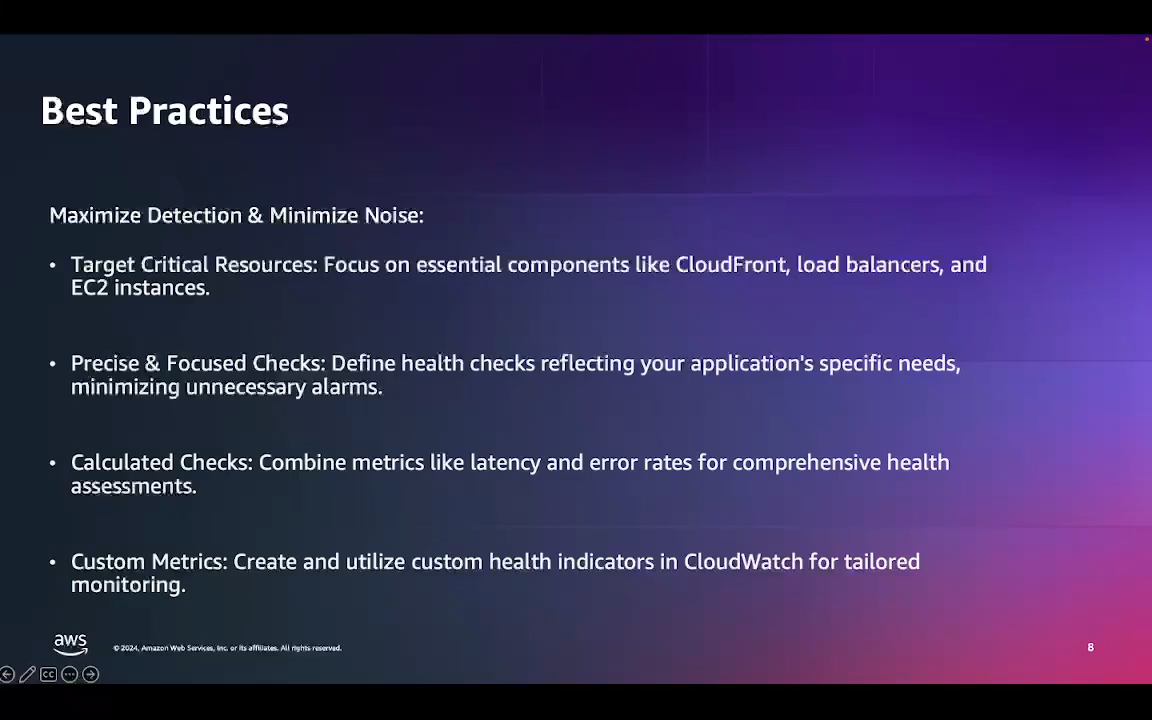 Best Practices
Maximize Detection & Minimize Noise:
• Target Critical Resources: Focus on essential components like CloudFront, load balancers, and
EC2 instances.
• Precise & Focused Checks: Define health checks reflecting your application's specific needs,
minimizing unnecessary alarms.
• Calculated Checks: Combine metrics like latency and error rates for comprehensive health
assessments.
• Custom Metrics: Create and utilize custom health indicators in CloudWatch for tailored
monitoring.
aws
© 2024, Amazon Web Services, Inc. or its affiliates. All rights reserved.
8
CC